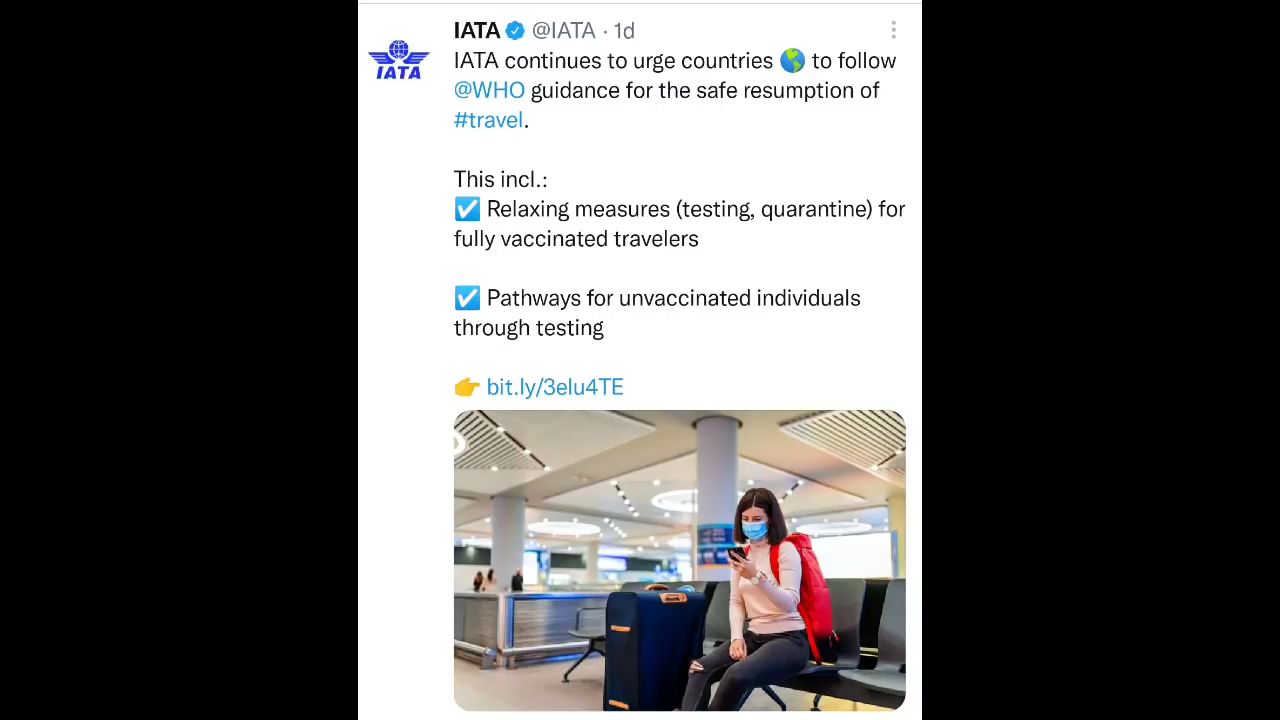 IATA @IATA · 1d
IATA
IATA continues to urge countries 🌎 to follow
@WHO guidance for the safe resumption of
#travel.
This incl.:
☑️ Relaxing measures (testing, quarantine) for
fully vaccinated travelers
☑️ Pathways for unvaccinated individuals
through testing
👉 bit.ly/3elu4TE